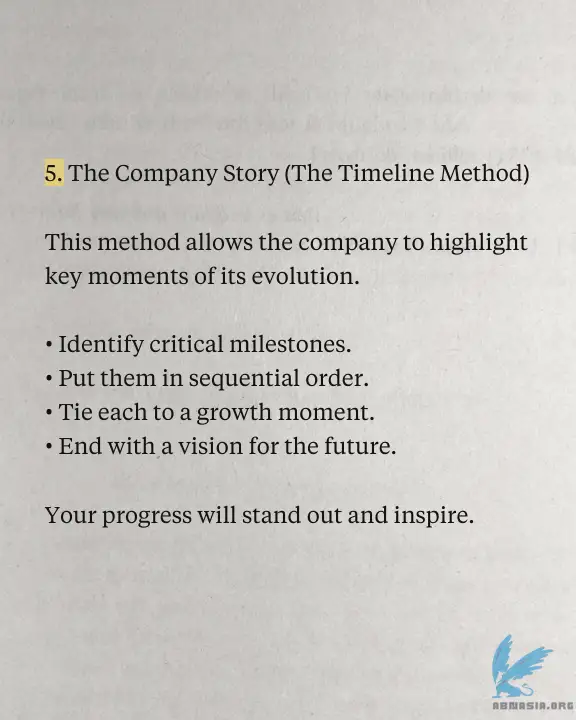 5. The Company Story (The Timeline Method)
This method allows the company to highlight
key moments of its evolution.
• Identify critical milestones.
• Put them in sequential order.
• Tie each to a growth moment.
• End with a vision for the future.
Your progress will stand out and inspire.
ABMASIA.ORG